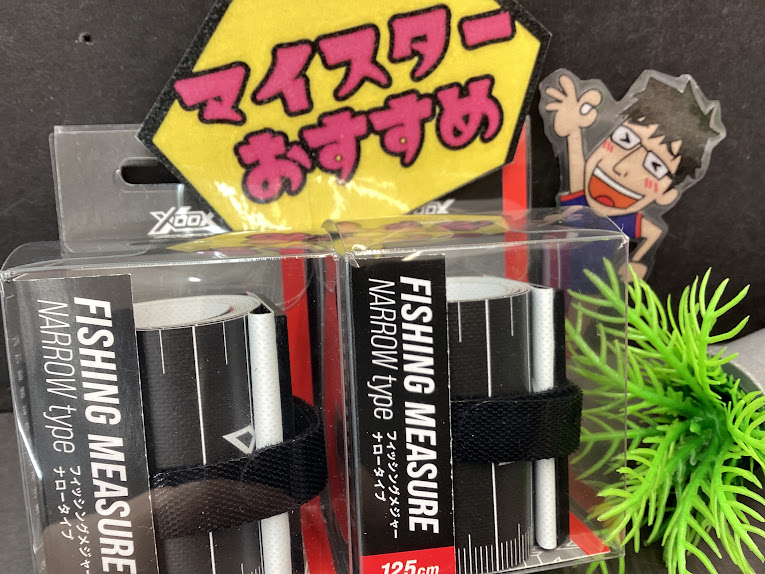 マイスター
おすすめ
XOOX
FISHING MEASURE
NARROW type
フィッシングメジャー
ナロータイプ
FISHING MEASURE
NARROW type
フィッシングメジャー
ナロータイプ
125cm